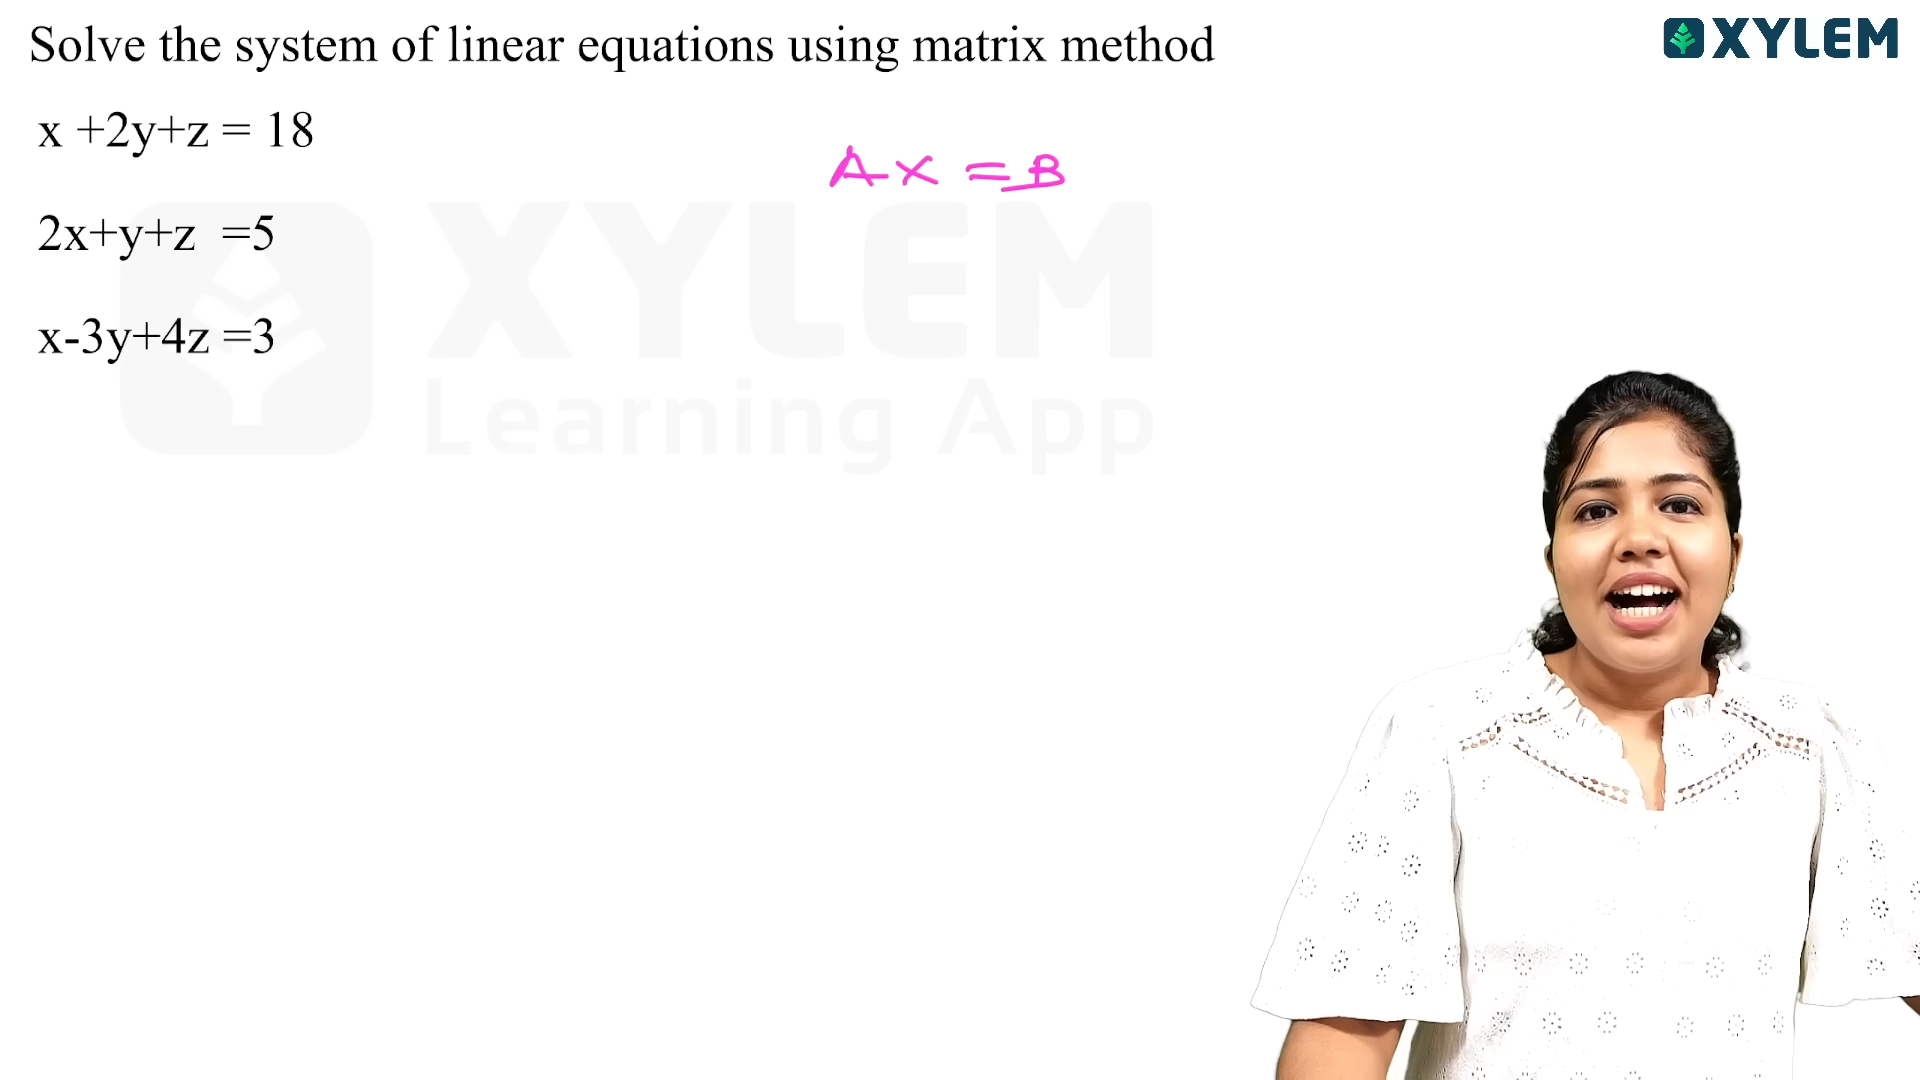 Solve the system of linear equations using matrix method
XYLEM
x +2y+z = 18
AX = B
2x+y+z =5
x-3y+4z =3
XYLEM
Learning App